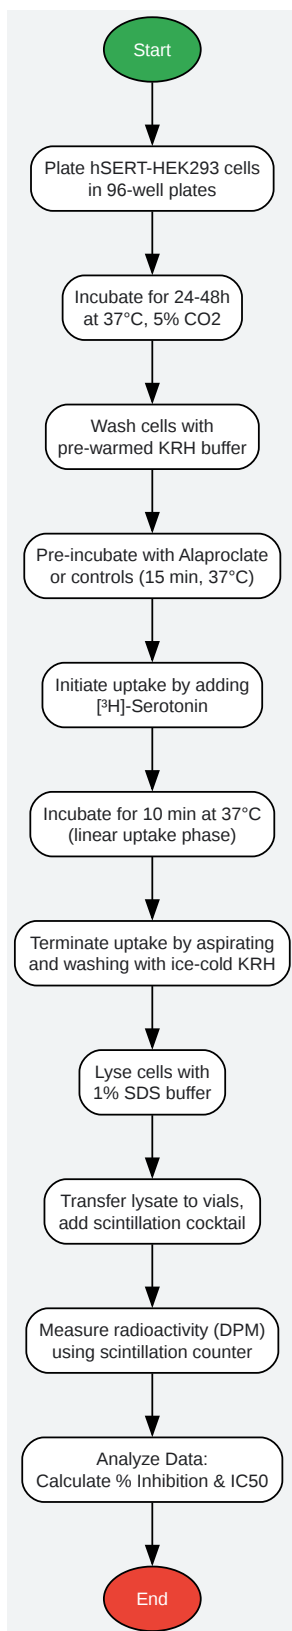 Start
Plate hSERT-HEK293 cells
in 96-well plates
Incubate for 24-48h
at 37°C, 5% CO2
Wash cells with
pre-warmed KRH buffer
Pre-incubate with Alaproclate
or controls (15 min, 37°C)
Initiate uptake by adding
[³H]-Serotonin
Incubate for 10 min at 37°C
(linear uptake phase)
Terminate uptake by aspirating
and washing with ice-cold KRH
Lyse cells with
1% SDS buffer
Transfer lysate to vials,
add scintillation cocktail
Measure radioactivity (DPM)
using scintillation counter
Analyze Data:
Calculate % Inhibition & IC50
End